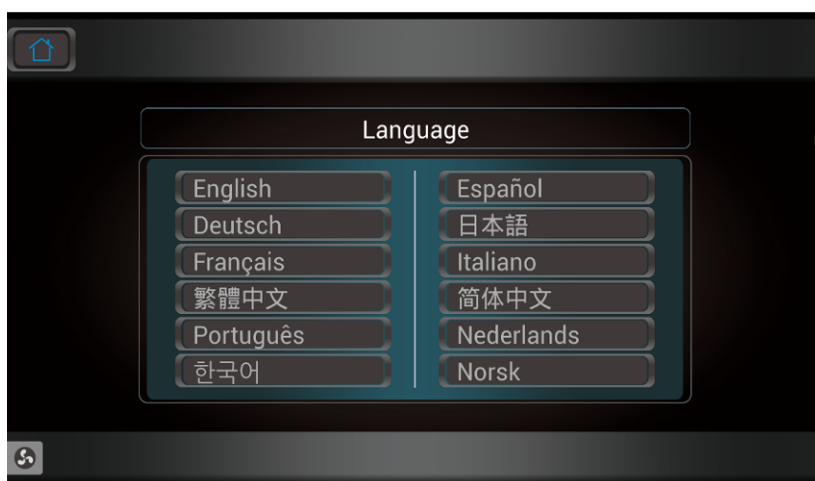 Language
English
Español
Deutsch
日本語
Français
Italiano
繁體中文
简体中文
Português
Nederlands
한국어
Norsk